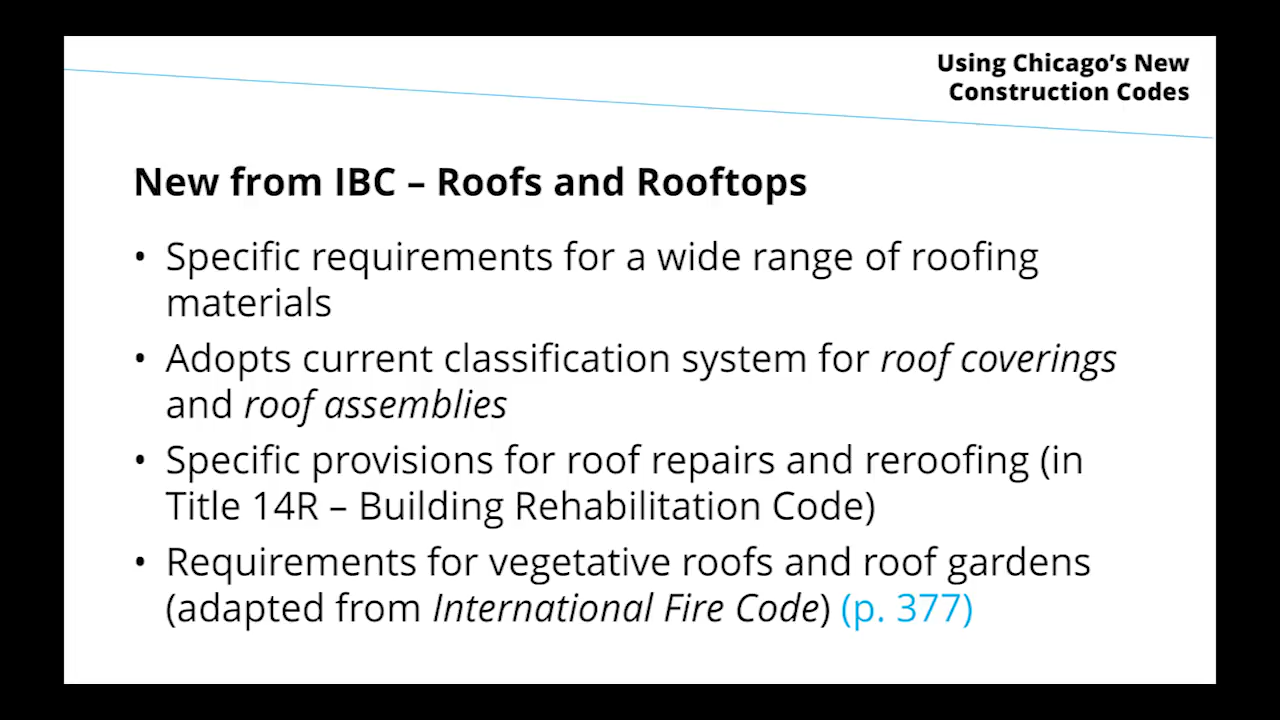 Using Chicago’s New
Construction Codes
New from IBC – Roofs and Rooftops
• Specific requirements for a wide range of roofing
materials
• Adopts current classification system for roof coverings
and roof assemblies
• Specific provisions for roof repairs and reroofing (in
Title 14R – Building Rehabilitation Code)
• Requirements for vegetative roofs and roof gardens
(adapted from International Fire Code) (p. 377)